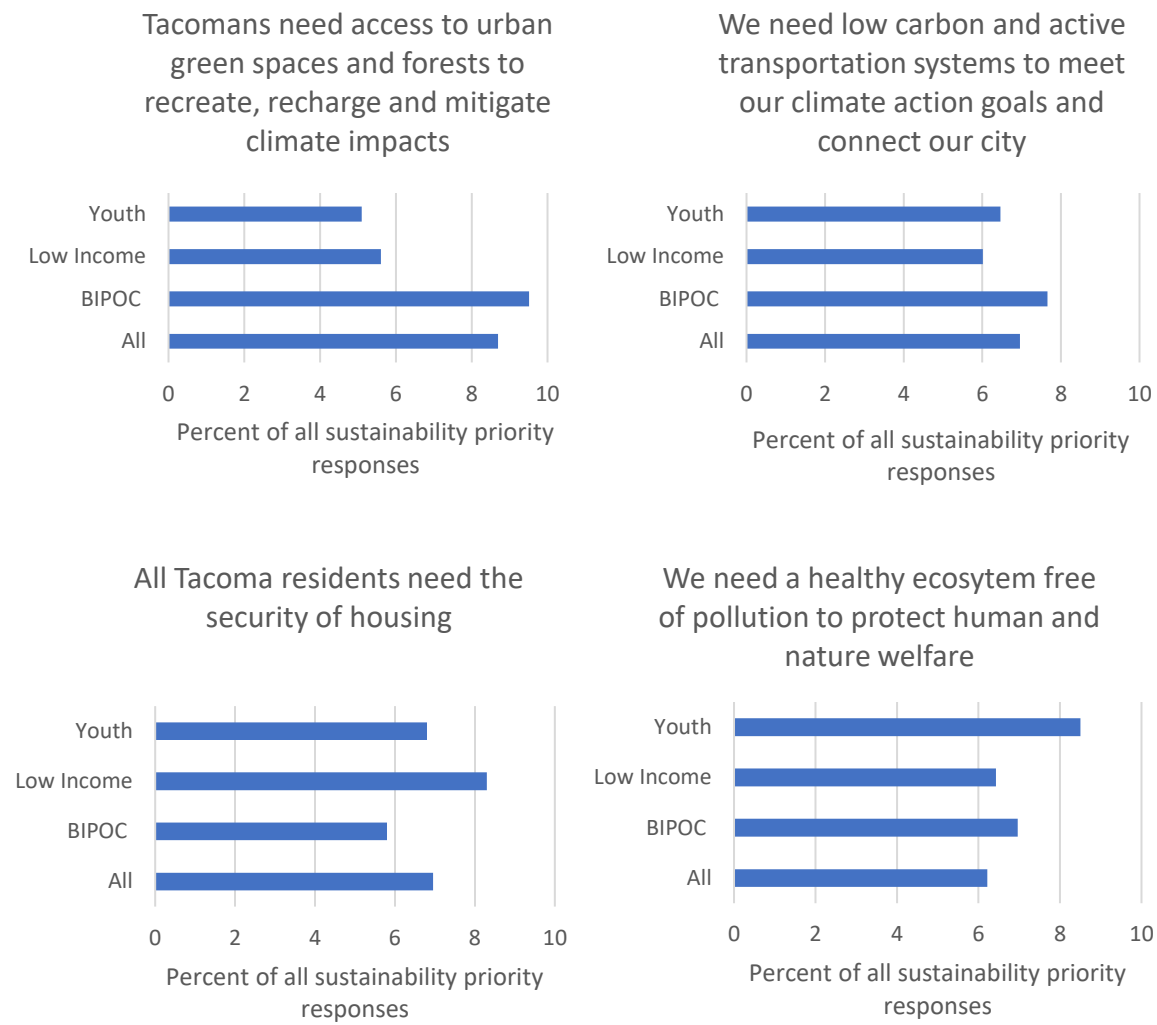 Tacomans need access to urban
green spaces and forests to
recreate, recharge and mitigate
climate impacts
Youth
Low Income
BIPOC
All
0 2 4 6 8 10
Percent of all sustainability priority
responses
We need low carbon and active
transportation systems to meet
our climate action goals and
connect our city
Youth
Low Income
BIPOC
All
0 2 4 6 8 10
Percent of all sustainability priority
responses
All Tacoma residents need the
security of housing
Youth
Low Income
BIPOC
All
0 2 4 6 8 10
Percent of all sustainability priority
responses
We need a healthy ecosytem free
of pollution to protect human and
nature welfare
Youth
Low Income
BIPOC
All
0 2 4 6 8 10
Percent of all sustainability priority
responses